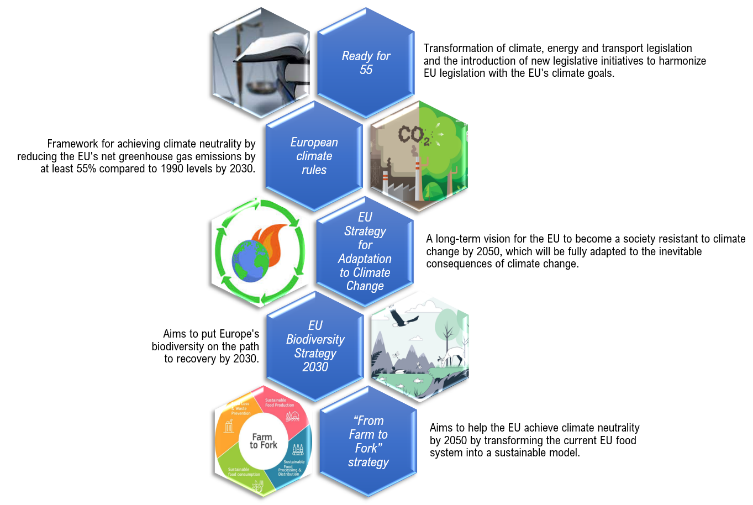 Ready for
55
Transformation of climate, energy and transport legislation
and the introduction of new legislative initiatives to harmonize
EU legislation with the EU's climate goals.
Framework for achieving climate neutrality by
reducing the EU's net greenhouse gas emissions by
at least 55% compared to 1990 levels by 2030.
European
climate
rules
CO2
EU
Strategy
for
Adaptation
to Climate
Change
A long-term vision for the EU to become a society resistant to climate
change by 2050, which will be fully adapted to the inevitable
consequences of climate change.
Aims to put Europe's
biodiversity on the path
to recovery by 2030.
EU
Biodiversity
Strategy
2030
Sustainable
Food Production
& Waste
Prevention
Farm
to Fork
Sustainable
Food
Processing &
Distribution
Sustainable
Food consumption
“From
Farm to
Fork”
strategy
Aims to help the EU achieve climate neutrality
by 2050 by transforming the current EU food
system into a sustainable model.